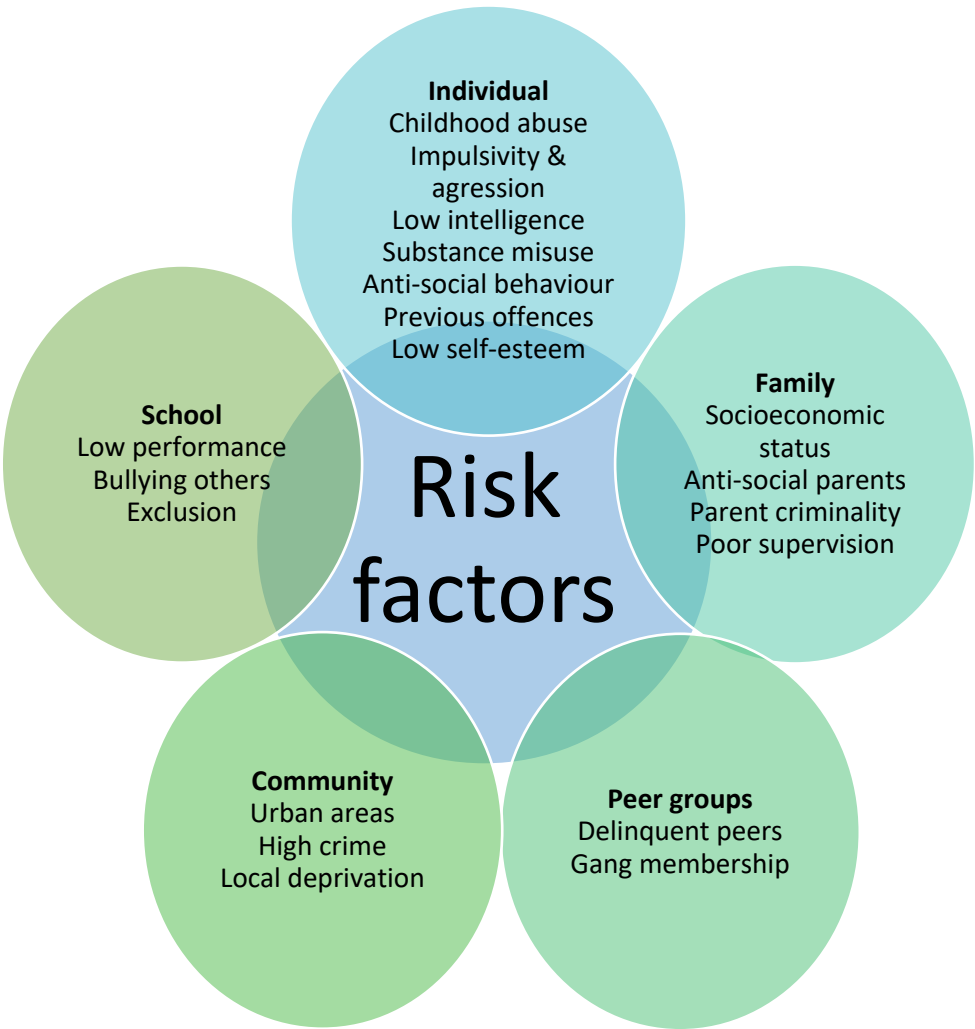 Individual
Childhood abuse
Impulsivity &
agression
Low intelligence
Substance misuse
Anti-social behaviour
Previous offences
Low self-esteem
Family
Socioeconomic
status
Anti-social parents
Parent criminality
Poor supervision
Peer groups
Delinquent peers
Gang membership
Community
Urban areas
High crime
Local deprivation
School
Low performance
Bullying others
Exclusion
Risk
factors